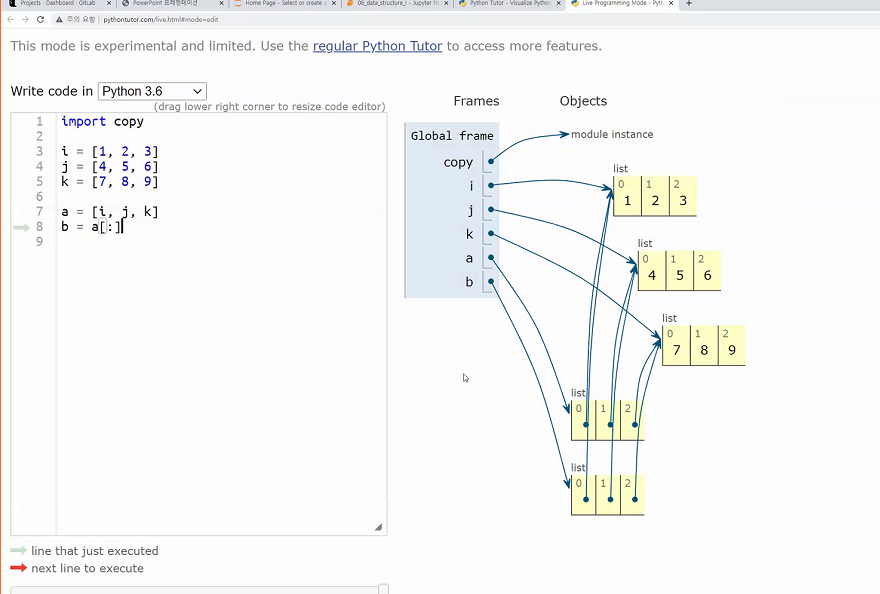 Projects · Dashboard · GitLab
PowerPoint 프레젠테이션
Home Page - Select or create a
06_data_structure_I - Jupyter N
Python Tutor - Visualize Python
Live Programming Mode - Pyth
주의 요함 | pythontutor.com/live.html#mode=edit
This mode is experimental and limited. Use the regular Python Tutor to access more features.
Write code in Python 3.6
(drag lower right corner to resize code editor)
1 import copy
2
3 i = [1, 2, 3]
4 j = [4, 5, 6]
5 k = [7, 8, 9]
6
7 a = [i, j, k]
8 b = a[:]
9
line that just executed
next line to execute
Frames Objects
Global frame
copy
i
j
k
a
b
module instance
list
0 1 2
1 2 3
list
0 1 2
4 5 6
list
0 1 2
7 8 9
list
0 1 2
list
0 1 2